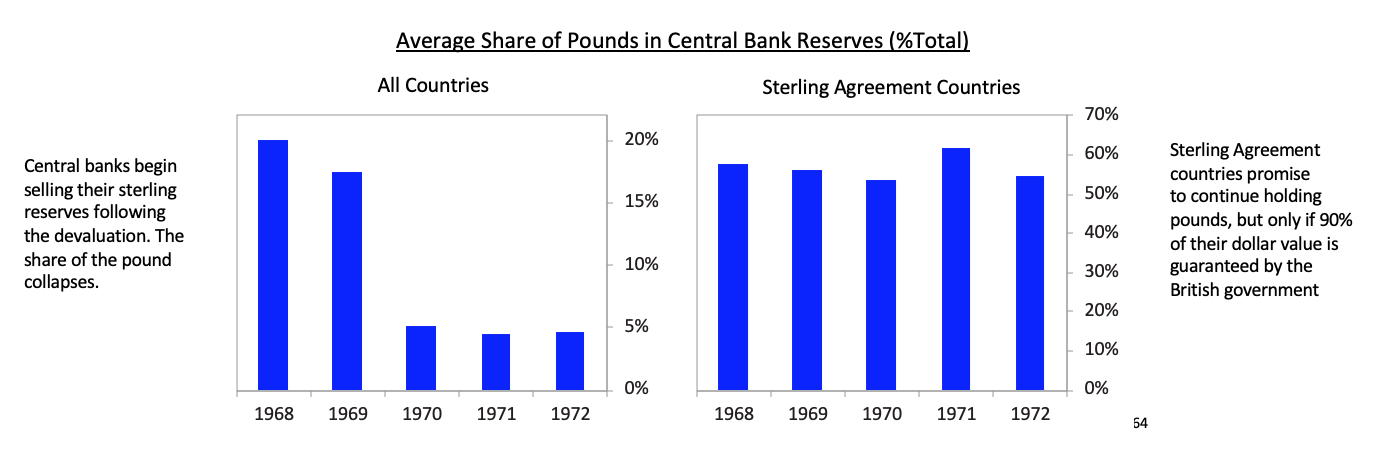 Average Share of Pounds in Central Bank Reserves (%Total)
All Countries
Sterling Agreement Countries
Central banks begin
selling their sterling
reserves following
the devaluation. The
share of the pound
collapses.
20%
15%
10%
5%
0%
1968 1969 1970 1971 1972
70%
60%
50%
40%
30%
20%
10%
0%
1968 1969 1970 1971 1972
Sterling Agreement
countries promise
to continue holding
pounds, but only if 90%
of their dollar value is
guaranteed by the
British government
64